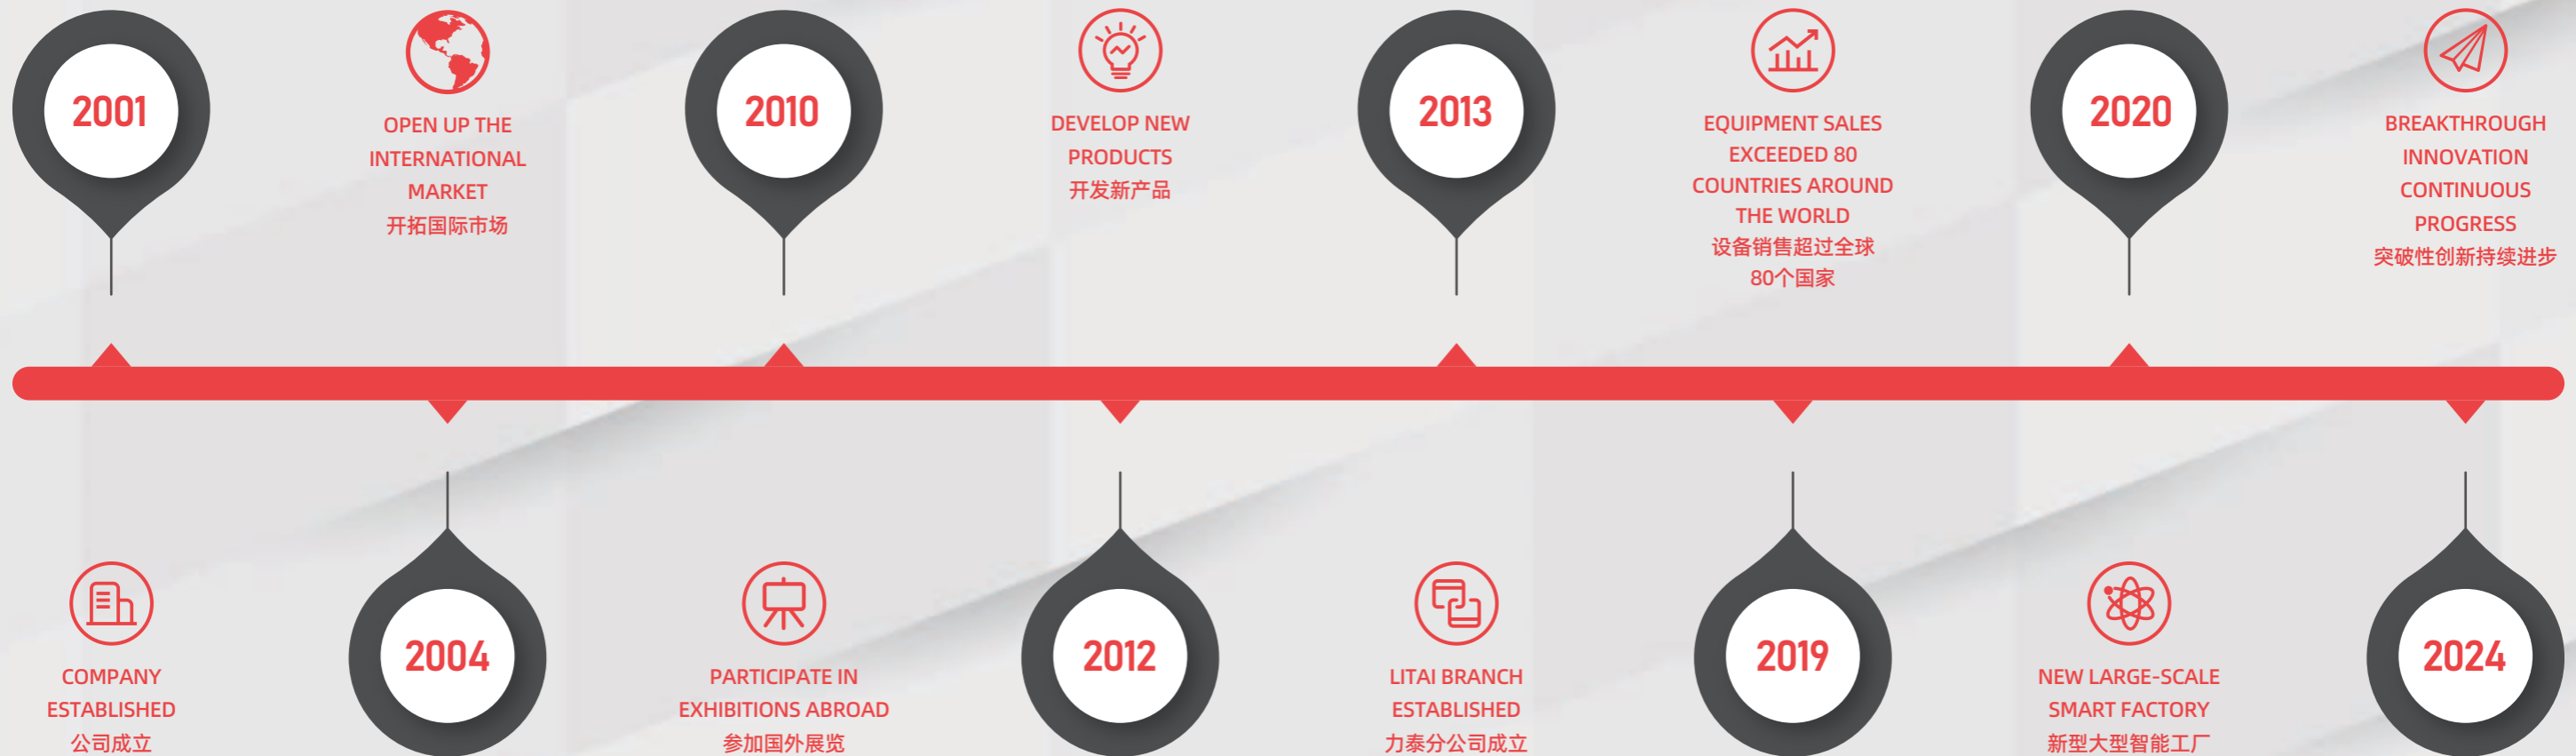 2001
COMPANY
ESTABLISHED
公司成立
OPEN UP THE
INTERNATIONAL
MARKET
开拓国际市场
2004
2010
PARTICIPATE IN
EXHIBITIONS ABROAD
参加国外展览
DEVELOP NEW
PRODUCTS
开发新产品
2012
2013
LITAI BRANCH
ESTABLISHED
力泰分公司成立
EQUIPMENT SALES
EXCEEDED 80
COUNTRIES AROUND
THE WORLD
设备销售超过全球
80个国家
2019
2020
NEW LARGE-SCALE
SMART FACTORY
新型大型智能工厂
BREAKTHROUGH
INNOVATION
CONTINUOUS
PROGRESS
突破性创新持续进步
2024